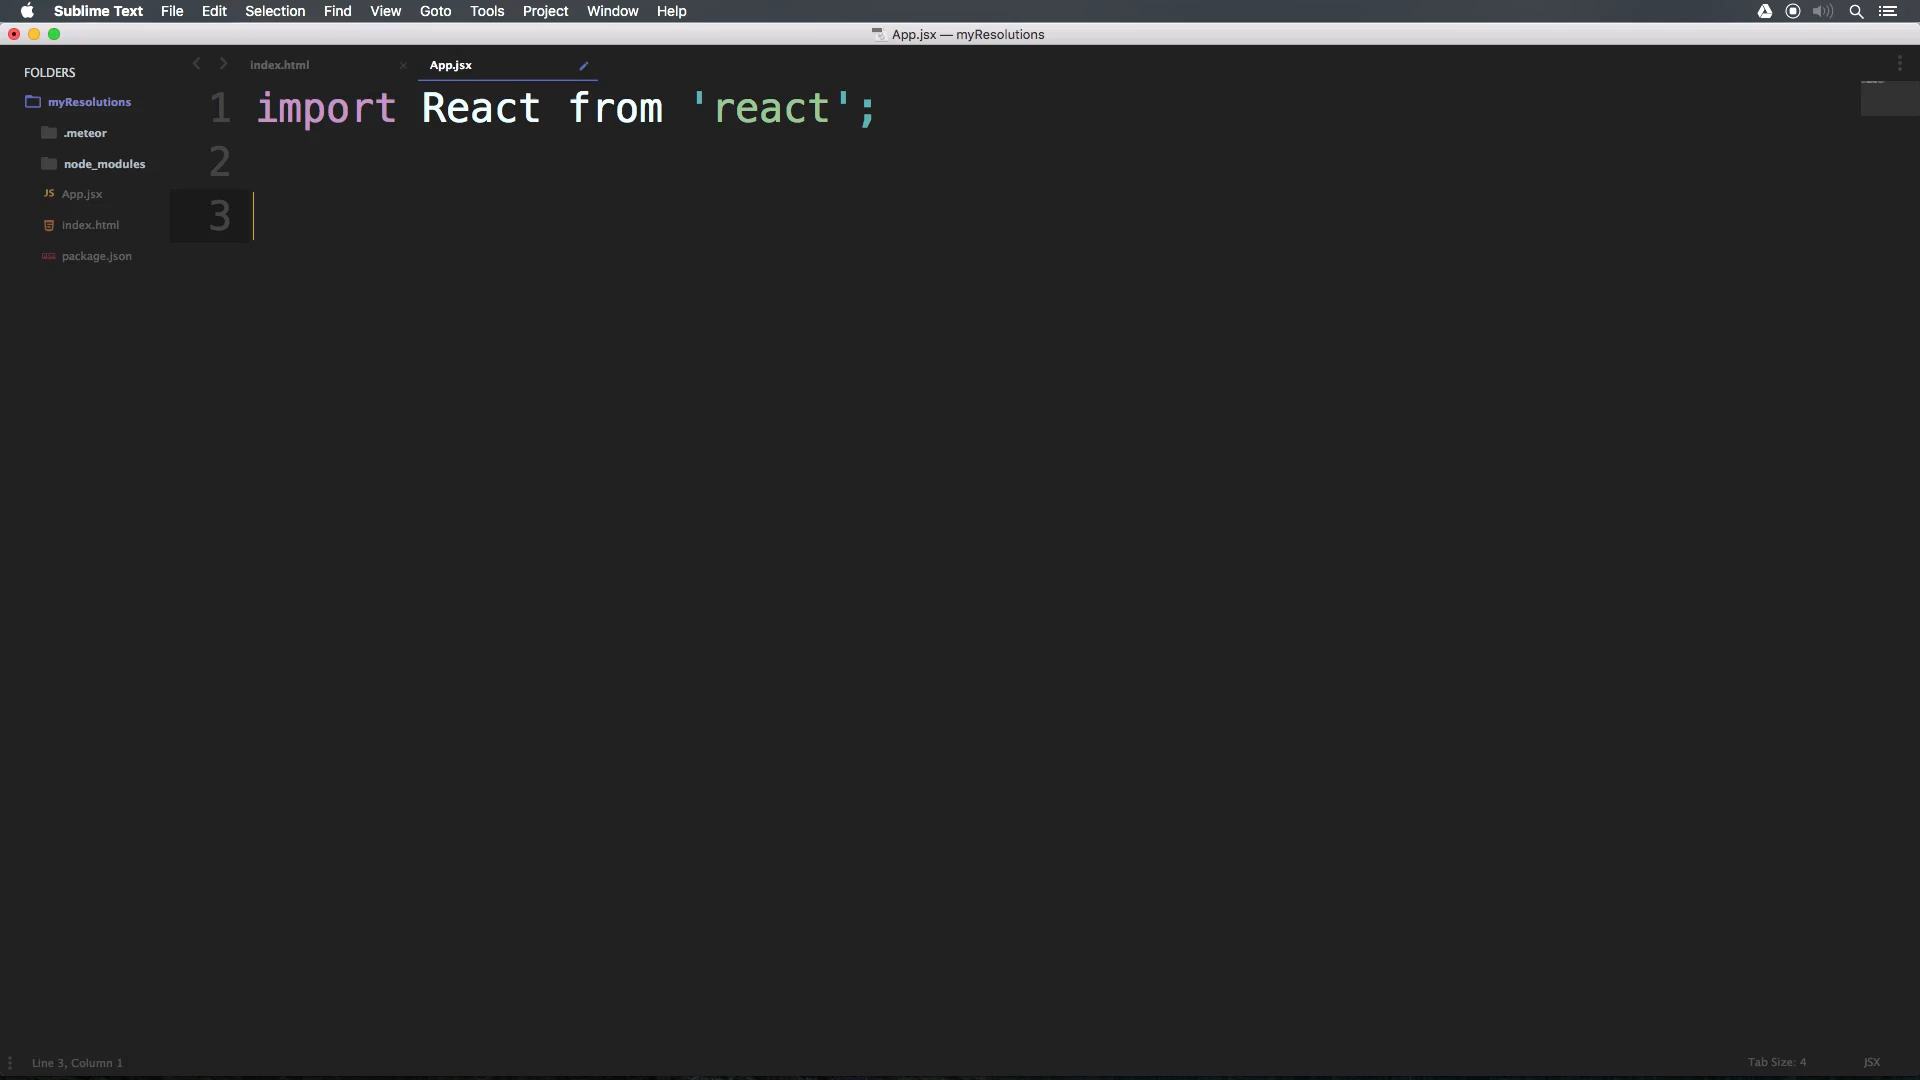 Sublime Text File Edit Selection Find View Goto Tools Project Window Help
App.jsx — myResolutions
FOLDERS
myResolutions
.meteor
node_modules
JS App.jsx
index.html
package.json
index.html
App.jsx
1 import React from 'react';
2
3
Line 3, Column 1
Tab Size: 4
JSX